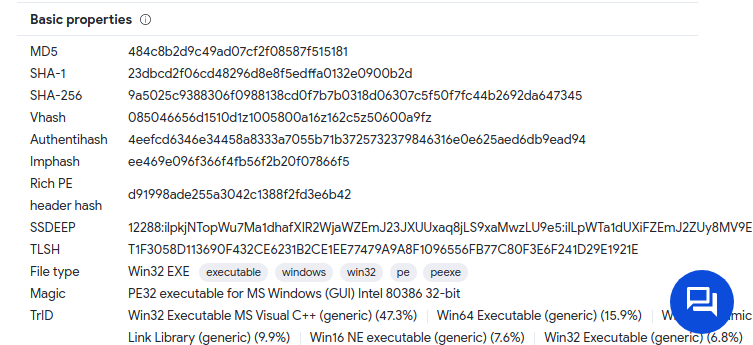 Basic properties
MD5 484c8b2d9c49ad07cf2f08587f515181
SHA-1 23dbcd2f06cd48296d8e8f5edffa0132e0900b2d
SHA-256 9a5025c9388306f0988138cd0f7b7b0318d06307c5f50f7fc44b2692da647345
Vhash 085046656d1510d1z1005800a16z162c5z50600a9fz
Authentihash 4eefcd6346e34458a8333a7055b71b3725732379846316e0e625aed6db9ead94
Imphash ee469e096f366f4fb56f2b20f07866f5
Rich PE header hash d91998ade255a3042c1388f2fd3e6b42
SSDEEP 12288:ilpkjNTopWu7Ma1dhafXlR2WjaWZEmJ23JXUUxaq8jLS9xaMwzLU9e5:ilLpWTa1dUXiFZEmJ2ZUy8MV9E
TLSH T1F3058D113690F432CE6231B2CE1EE77479A9A8F1096556FB77C80F3E6F241D29E1921E
File type Win32 EXE executable windows win32 pe peexe
Magic PE32 executable for MS Windows (GUI) Intel 80386 32-bit
TrID Win32 Executable MS Visual C++ (generic) (47.3%) Win64 Executable (generic) (15.9%)
Link Library (generic) (9.9%) Win16 NE executable (generic) (7.6%) Win32 Executable (generic) (6.8%)